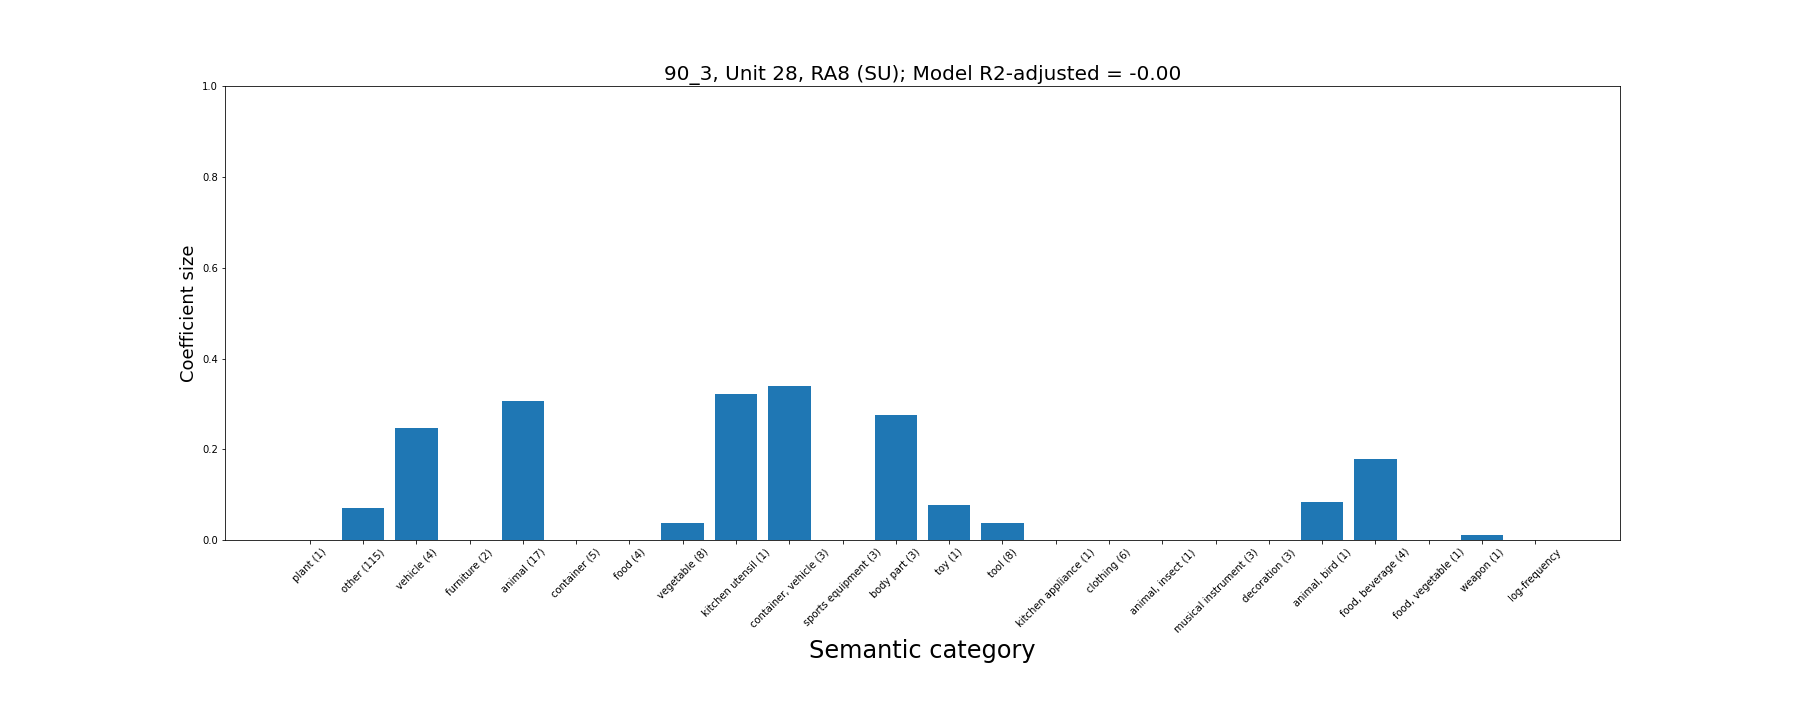 90_3, Unit 28, RA8 (SU); Model R2-adjusted = -0.00
1.0
0.8
0.6
0.4
0.2
0.0
Coefficient size
plant (1)
other (115)
vehicle (4)
furniture (2)
animal (17)
container (5)
food (4)
vegetable (8)
kitchen utensil (1)
container, vehicle (3)
sports equipment (3)
body part (3)
toy (1)
tool (8)
kitchen appliance (1)
clothing (6)
animal, insect (1)
musical instrument (3)
decoration (3)
animal, bird (1)
food, beverage (4)
food, vegetable (1)
weapon (1)
log-frequency
Semantic category